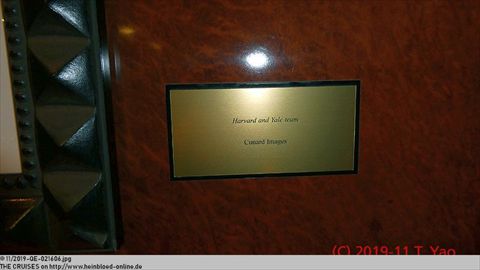 Harvard and Yale team
Cunard Images
(C) 2019-11 T. Yao
@11/2019-QE-021606.jpg
THE CRUISES on http://www.heinbloed-online.de